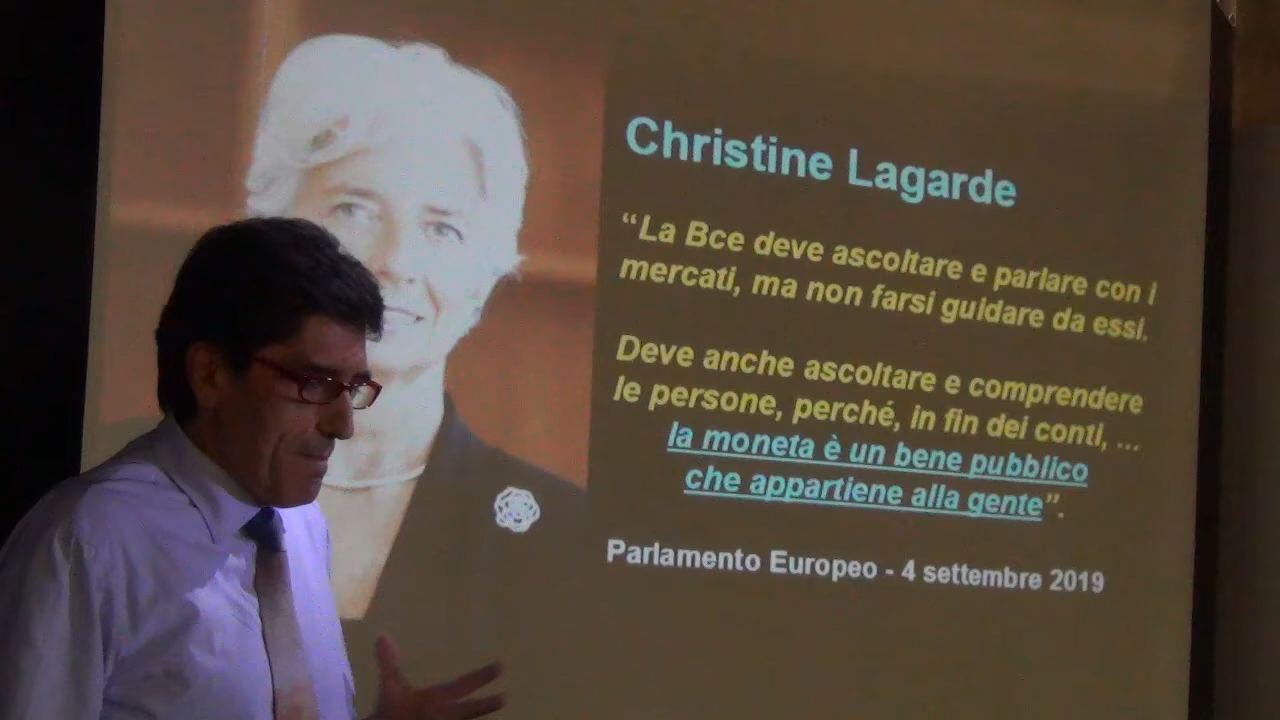 Christine Lagarde
“La Bce deve ascoltare e parlare con i
mercati, ma non farsi guidare da essi.
Deve anche ascoltare e comprendere
le persone, perché, in fin dei conti, ...
la moneta è un bene pubblico
che appartiene alla gente”.
Parlamento Europeo - 4 settembre 2019